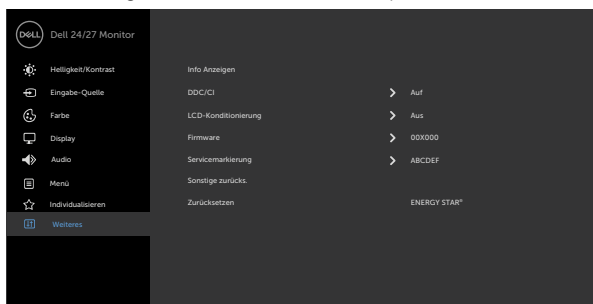 DELL Dell 24/27 Monitor
Helligkeit/Kontrast
Eingabe-Quelle
Farbe
Display
Audio
Menü
Individualisieren
Weiteres
Info Anzeigen
DDC/CI > Auf
LCD-Konditionierung > Aus
Firmware > 00X000
Servicemarkierung > ABCDEF
Sonstige zurücks.
Zurücksetzen ENERGY STAR®